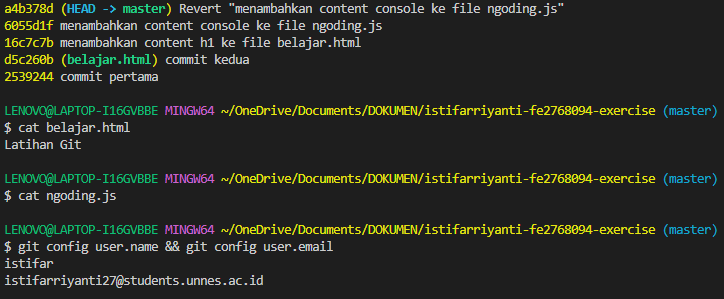 a4b378d (HEAD -> master) Revert "menambahkan content console ke file ngoding.js"
6055d1f menambahkan content console ke file ngoding.js
16c7c7b menambahkan content h1 ke file belajar.html
d5c260b (belajar.html) commit kedua
2539244 commit pertama
LENOVO@LAPTOP-I16GVBBE MINGW64 ~/OneDrive/Documents/DOKUMEN/istifarriyanti-fe2768094-exercise (master)
$ cat belajar.html
Latihan Git
LENOVO@LAPTOP-I16GVBBE MINGW64 ~/OneDrive/Documents/DOKUMEN/istifarriyanti-fe2768094-exercise (master)
$ cat ngoding.js
LENOVO@LAPTOP-I16GVBBE MINGW64 ~/OneDrive/Documents/DOKUMEN/istifarriyanti-fe2768094-exercise (master)
$ git config user.name && git config user.email
istifar
istifarriyanti27@students.unnes.ac.id